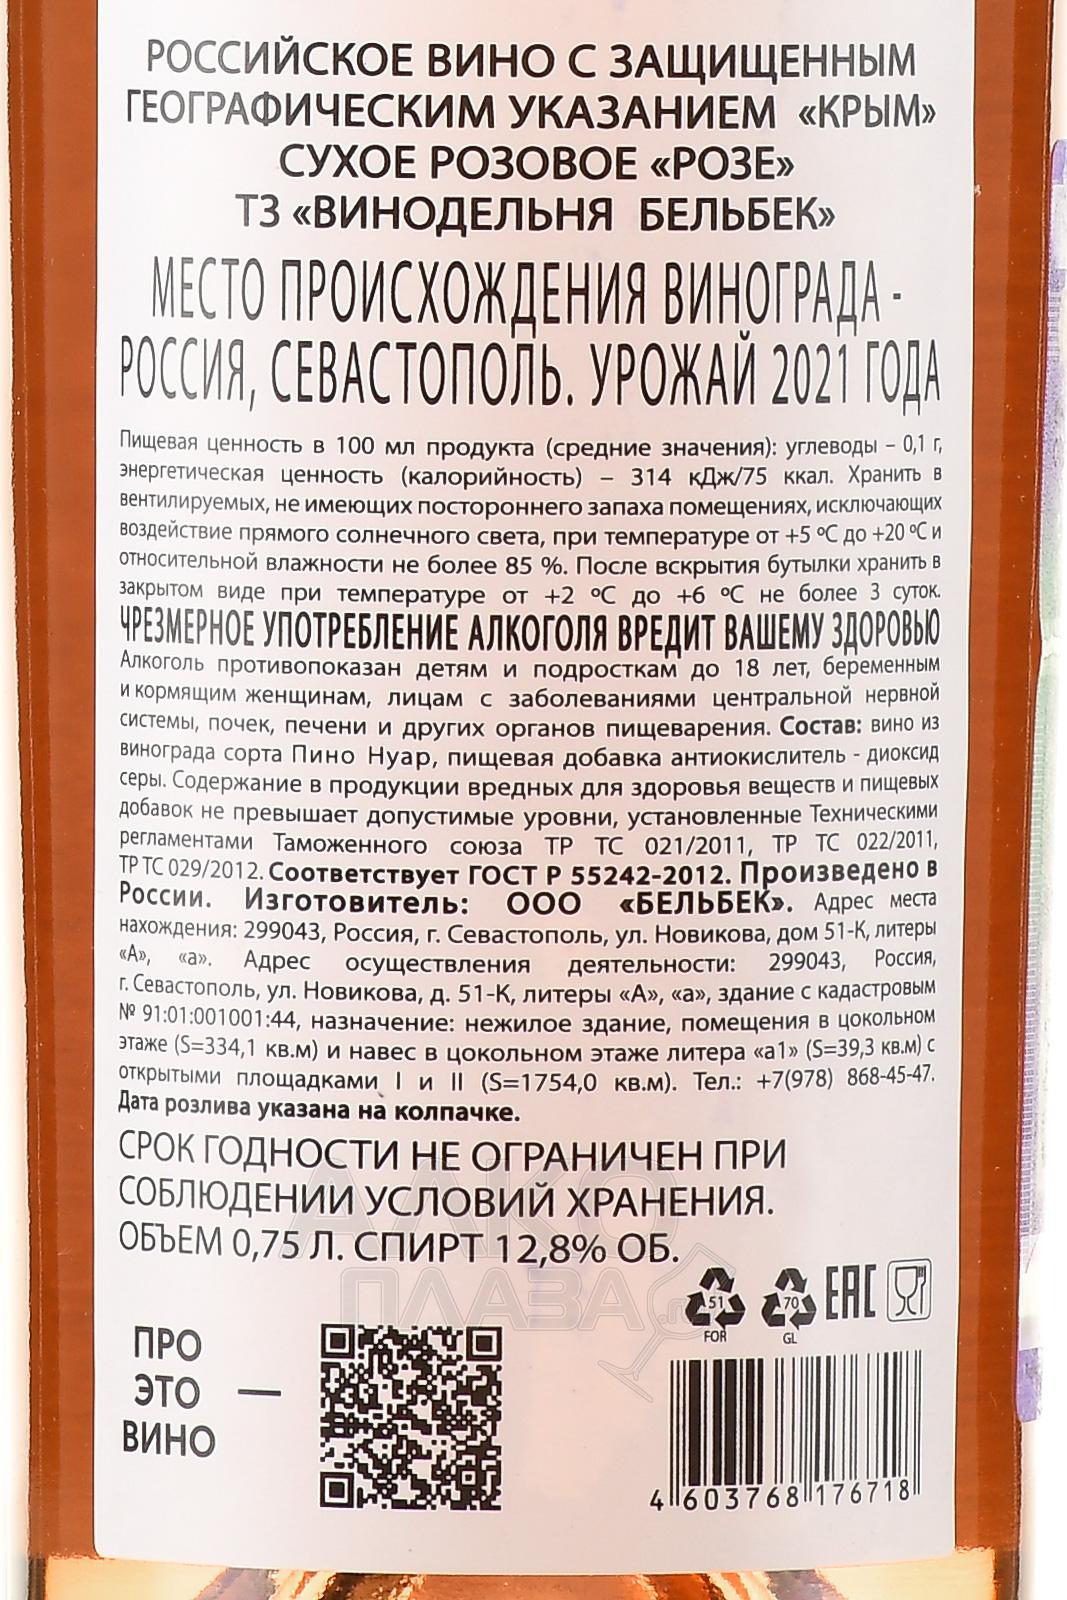 РОССИЙСКОЕ ВИНО С ЗАЩИЩЕННЫМ
ГЕОГРАФИЧЕСКИМ УКАЗАНИЕМ «КРЫМ»
СУХОЕ РОЗОВОЕ «РОЗЕ»
ТЗ «ВИНОДЕЛЬНЯ БЕЛЬБЕК»
МЕСТО ПРОИСХОЖДЕНИЯ ВИНОГРАДА -
РОССИЯ, СЕВАСТОПОЛЬ. УРОЖАЙ 2021 ГОДА
Пищевая ценность в 100 мл продукта (средние значения): углеводы – 0,1 г,
энергетическая ценность (калорийность) – 314 кДж/75 ккал. Хранить в
вентилируемых, не имеющих постороннего запаха помещениях, исключающих
воздействие прямого солнечного света, при температуре от +5 ºС до +20 ºС и
относительной влажности не более 85 %. После вскрытия бутылки хранить в
закрытом виде при температуре от +2 ºС до +6 ºС не более 3 суток.
ЧРЕЗМЕРНОЕ УПОТРЕБЛЕНИЕ АЛКОГОЛЯ ВРЕДИТ ВАШЕМУ ЗДОРОВЬЮ
Алкоголь противопоказан детям и подросткам до 18 лет, беременным
и кормящим женщинам, лицам с заболеваниями центральной нервной
системы, почек, печени и других органов пищеварения. Состав: вино из
винограда сорта Пино Нуар, пищевая добавка антиокислитель - диоксид
серы. Содержание в продукции вредных для здоровья веществ и пищевых
добавок не превышает допустимые уровни, установленные Техническими
регламентами Таможенного союза ТР ТС 021/2011, ТР ТС 022/2011,
ТР ТС 029/2012. Соответствует ГОСТ Р 55242-2012. Произведено в
России. Изготовитель: ООО «БЕЛЬБЕК». Адрес места
нахождения: 299043, Россия, г. Севастополь, ул. Новикова, дом 51-К, литеры
«А», «а». Адрес осуществления деятельности: 299043, Россия,
г. Севастополь, ул. Новикова, д. 51-К, литеры «А», «а», здание с кадастровым
№ 91:01:001001:44, назначение: нежилое здание, помещения в цокольном
этаже (S=334,1 кв.м) и навес в цокольном этаже литера «а1» (S=39,3 кв.м) с
открытыми площадками I и II (S=1754,0 кв.м). Тел.: +7(978) 868-45-47.
Дата розлива указана на колпачке.
СРОК ГОДНОСТИ НЕ ОГРАНИЧЕН ПРИ
СОБЛЮДЕНИИ УСЛОВИЙ ХРАНЕНИЯ.
ОБЪЕМ 0,75 Л. СПИРТ 12,8% ОБ.
АЛКО
ПЛАЗА.RU
51 70 EAC
FOR GL
ПРО
ЭТО —
ВИНО
4 603768 176718